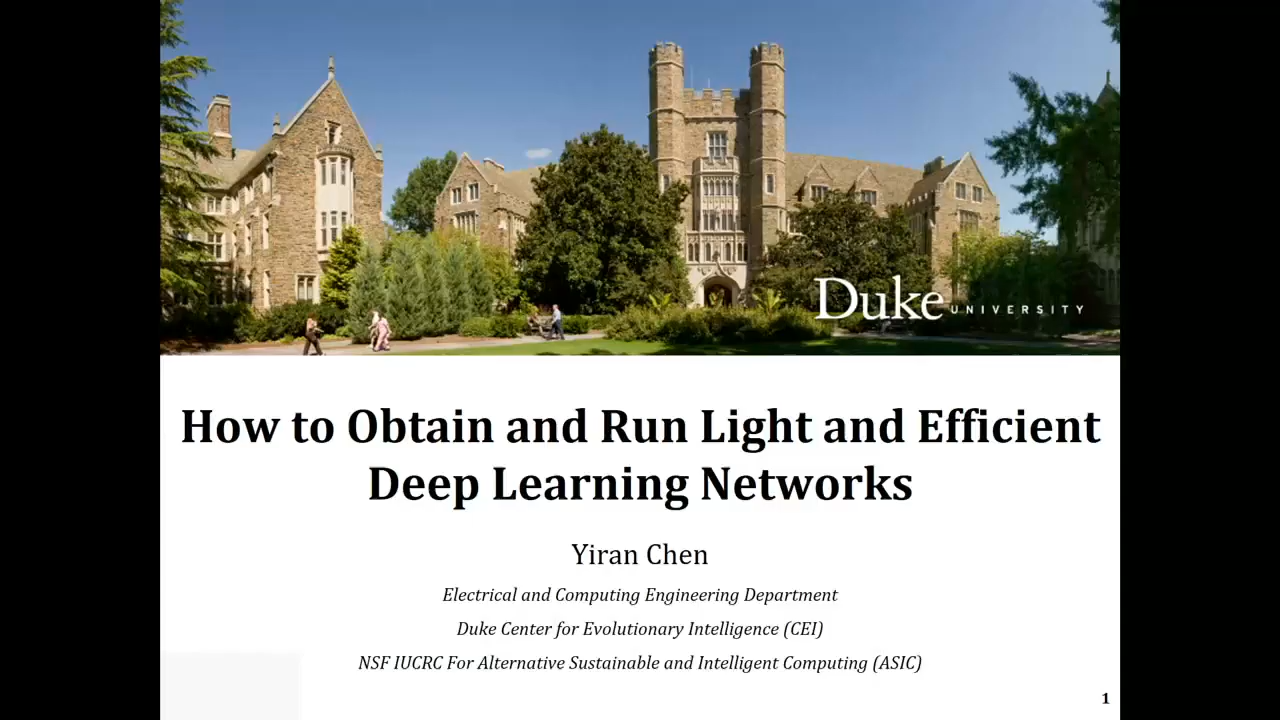 Duke UNIVERSITY
How to Obtain and Run Light and Efficient
Deep Learning Networks
Yiran Chen
Electrical and Computing Engineering Department
Duke Center for Evolutionary Intelligence (CEI)
NSF IUCRC For Alternative Sustainable and Intelligent Computing (ASIC)
1